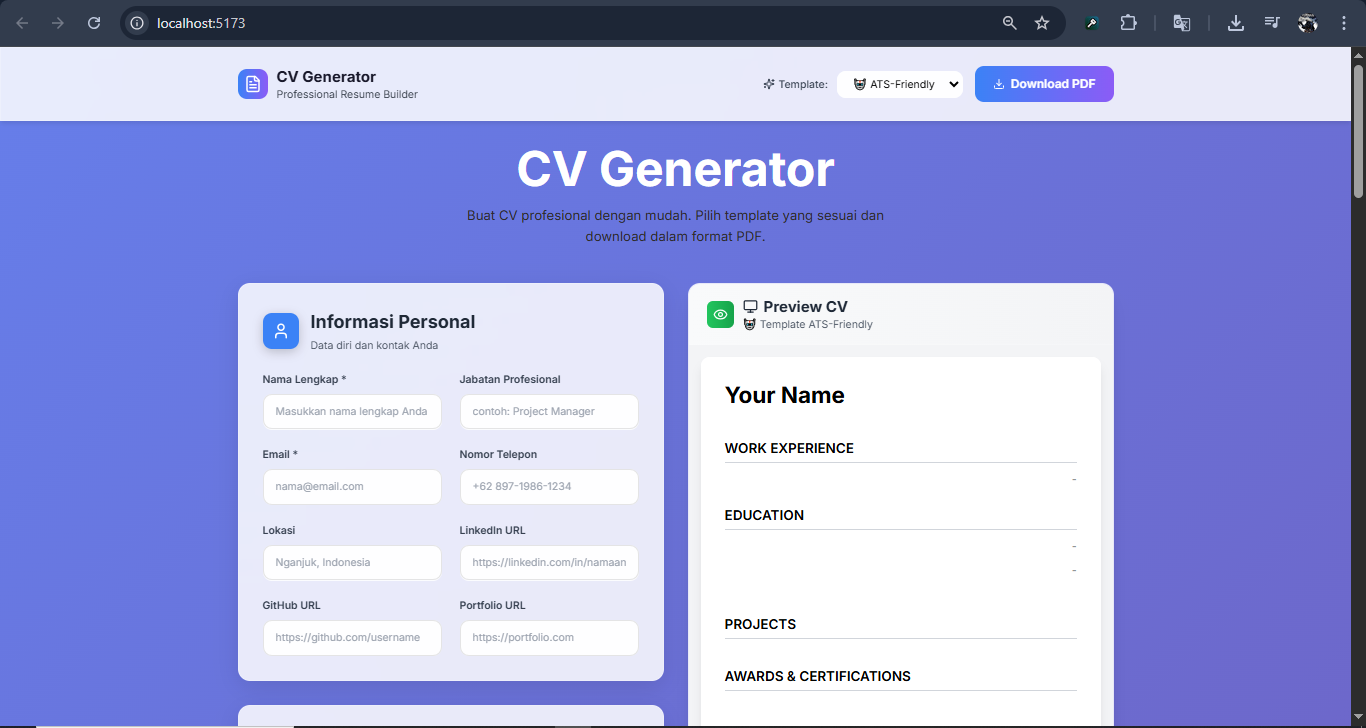 localhost:5173
CV Generator
Professional Resume Builder
Template:
ATS-Friendly
Download PDF
CV Generator
Buat CV profesional dengan mudah. Pilih template yang sesuai dan
download dalam format PDF.
Informasi Personal
Data diri dan kontak Anda
Nama Lengkap *
Jabatan Profesional
Masukkan nama lengkap Anda
contoh: Project Manager
Email *
Nomor Telepon
nama@email.com
+62 897-1986-1234
Lokasi
LinkedIn URL
Nganjuk, Indonesia
https://linkedin.com/in/namaan
GitHub URL
Portfolio URL
https://github.com/username
https://portfolio.com
Preview CV
Template ATS-Friendly
Your Name
WORK EXPERIENCE
-
EDUCATION
-
-
PROJECTS
AWARDS & CERTIFICATIONS